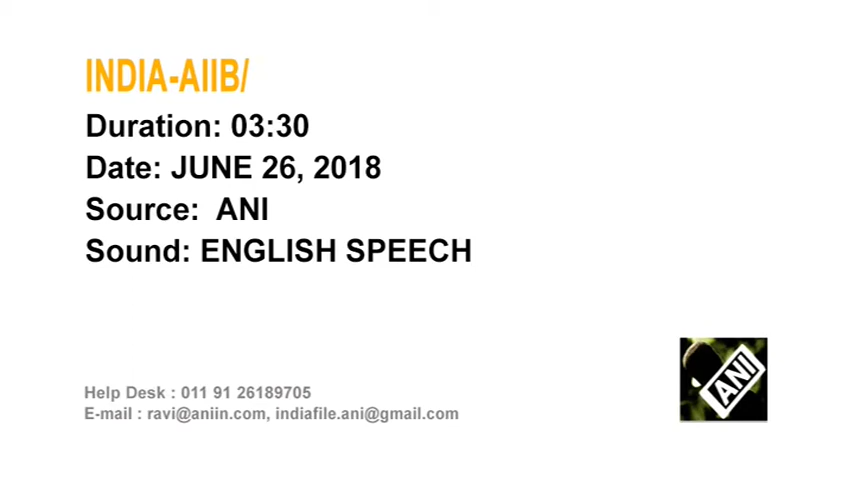 INDIA-AIIB/
Duration: 03:30
Date: JUNE 26, 2018
Source: ANI
Sound: ENGLISH SPEECH
Help Desk : 011 91 26189705
E-mail : ravi@aniin.com, indiafile.ani@gmail.com
ANI